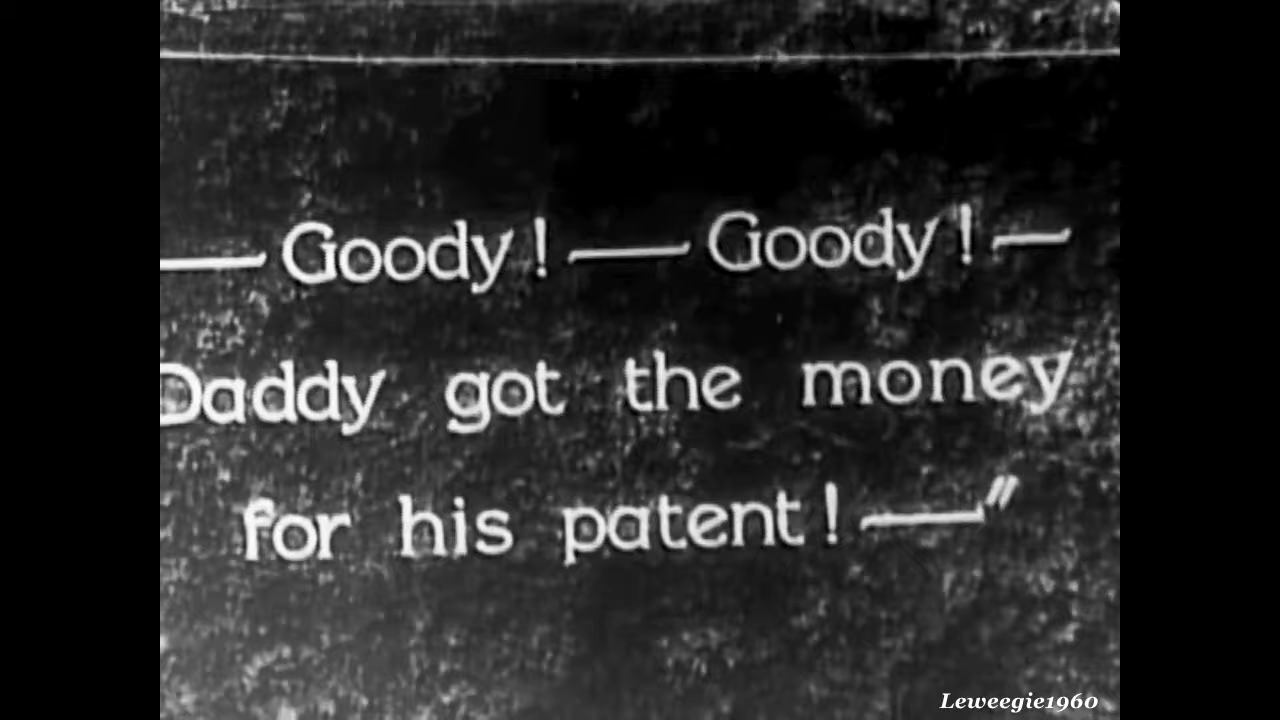 — Goody! — Goody! —
Daddy got the money
for his patent! —"
Leweegie1960